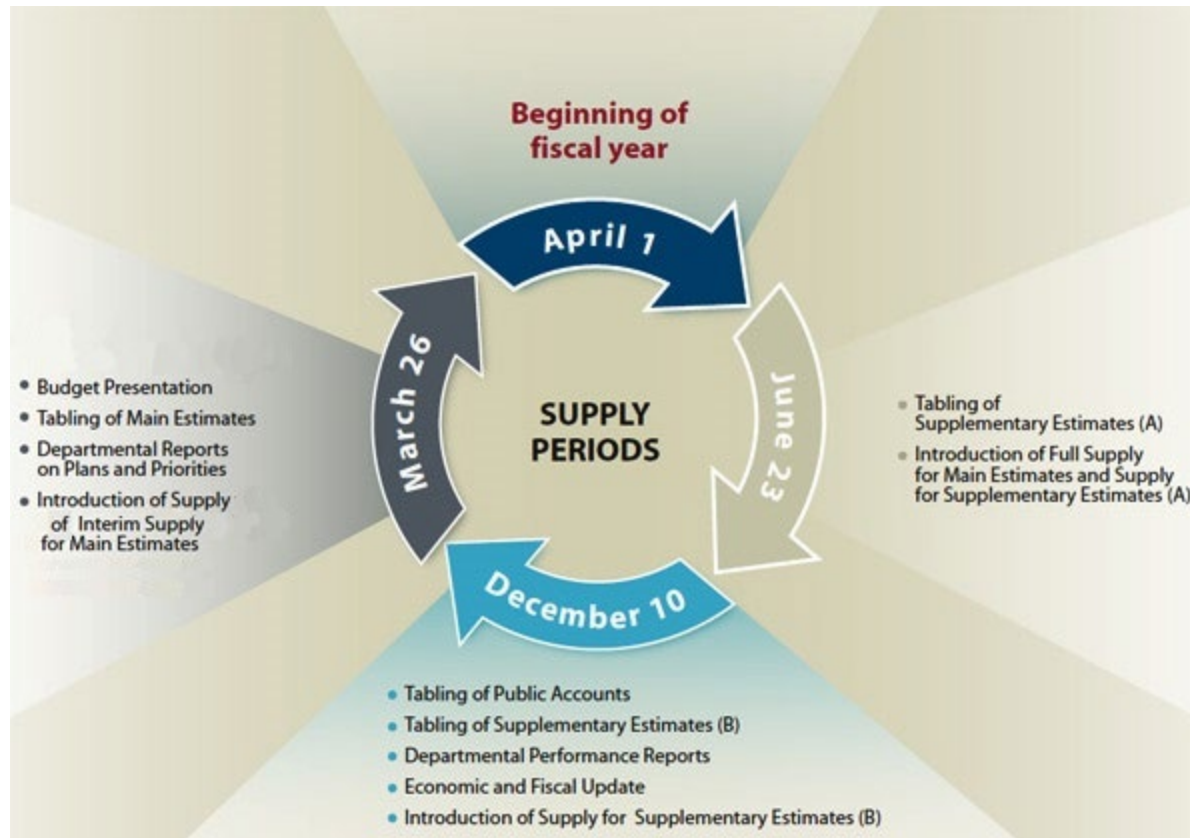 Beginning of
fiscal year
April 1
June 23
December 10
March 26
SUPPLY
PERIODS
• Tabling of
Supplementary Estimates (A)
• Introduction of Full Supply
for Main Estimates and Supply
for Supplementary Estimates (A)
• Tabling of Public Accounts
• Tabling of Supplementary Estimates (B)
• Departmental Performance Reports
• Economic and Fiscal Update
• Introduction of Supply for Supplementary Estimates (B)
• Budget Presentation
• Tabling of Main Estimates
• Departmental Reports
on Plans and Priorities
• Introduction of Supply
of Interim Supply
for Main Estimates